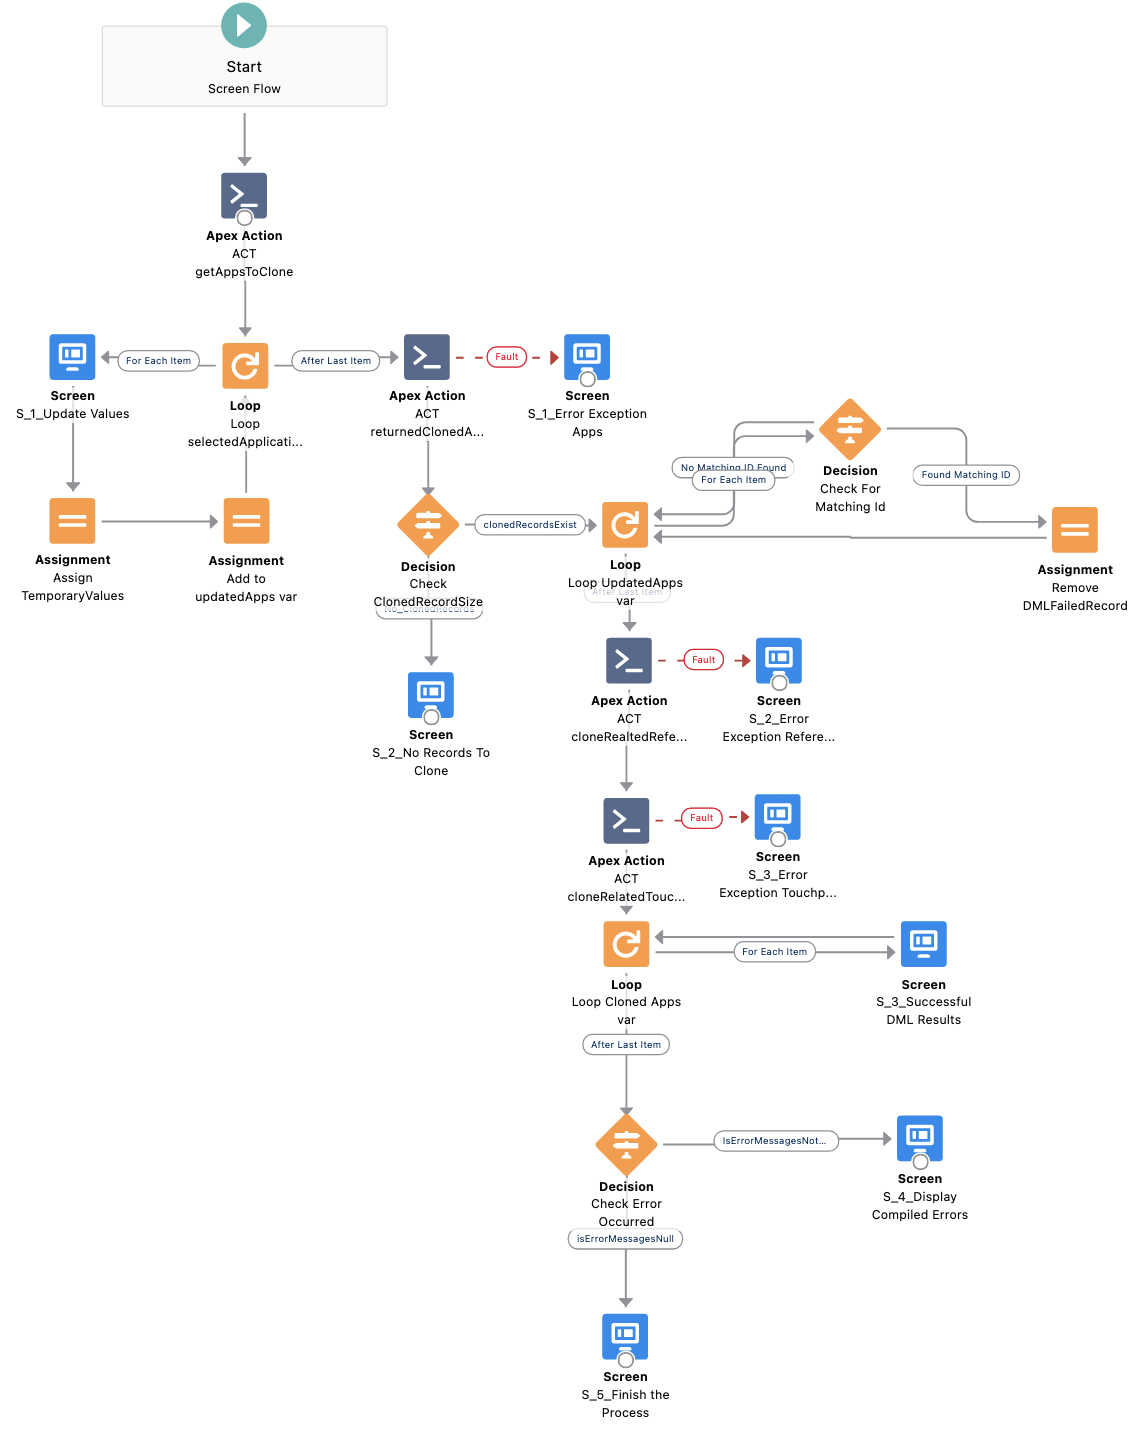 Start
Screen Flow
Apex Action
ACT
getAppsToClone
For Each Item
After Last Item
Fault
Screen
S_1_Update Values
Loop
Loop
selectedApplicati...
Apex Action
ACT
returnedClonedA...
Screen
S_1_Error Exception
Apps
No Matching ID Found
For Each Item
Decision
Check For
Matching Id
Found Matching ID
Assignment
Assign
TemporaryValues
Assignment
Add to
updatedApps var
clonedRecordsExist
Decision
Check
ClonedRecordSize
No_ClonedRecords
Loop
Loop UpdatedApps
var
After Last Item
Assignment
Remove
DMLFailedRecord
Screen
S_2_No Records To
Clone
Fault
Apex Action
ACT
cloneRealtedRefe...
Screen
S_2_Error
Exception Refere...
Fault
Apex Action
ACT
cloneRelatedTouc...
Screen
S_3_Error
Exception Touchp...
For Each Item
Loop
Loop Cloned Apps
var
After Last Item
Screen
S_3_Successful
DML Results
IsErrorMessagesNot...
Decision
Check Error
Occurred
isErrorMessagesNull
Screen
S_4_Display
Compiled Errors
Screen
S_5_Finish the
Process